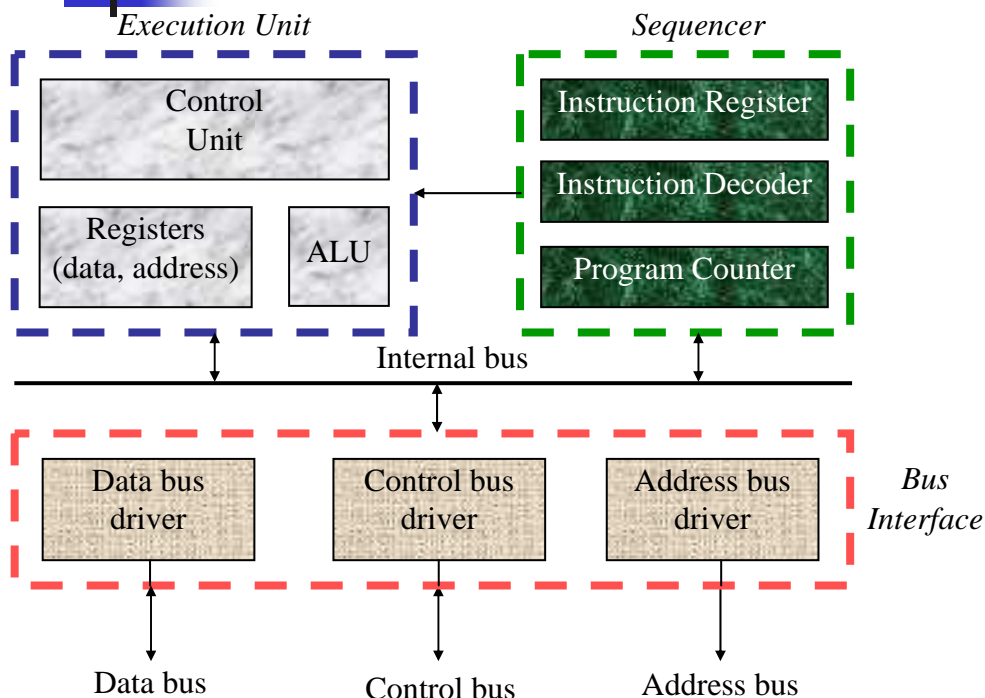 Execution Unit
Sequencer
Control
Unit
Registers
(data, address)
ALU
Instruction Register
Instruction Decoder
Program Counter
Internal bus
Data bus
driver
Control bus
driver
Address bus
driver
Bus
Interface
Data bus
Control bus
Address bus